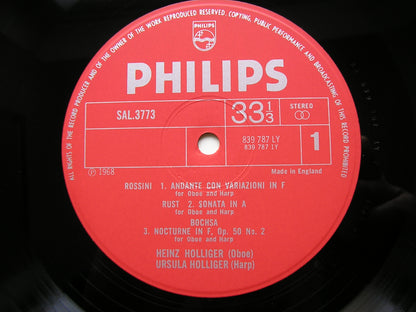 ALL RIGHTS OF THE RECORD PRODUCER AND OF THE OWNER OF THE WORK REPRODUCED RESERVED. COPYING, PUBLIC PERFORMANCE AND BROADCASTING OF THIS RECORD PROHIBITED
PHILIPS
PHILIPS
SAL.3773
33 1/3
STEREO
839 787 LY
839 787 2Y
1
℗ 1968
Made in England
ROSSINI 1. ANDANTE CON VARIAZIONI IN F
for Oboe and Harp
RUST 2. SONATA IN A
for Oboe and Harp
BOCHSA
3. NOCTURNE IN F, Op. 50 No. 2
for Oboe and Harp
HEINZ HOLLIGER (Oboe)
URSULA HOLLIGER (Harp)